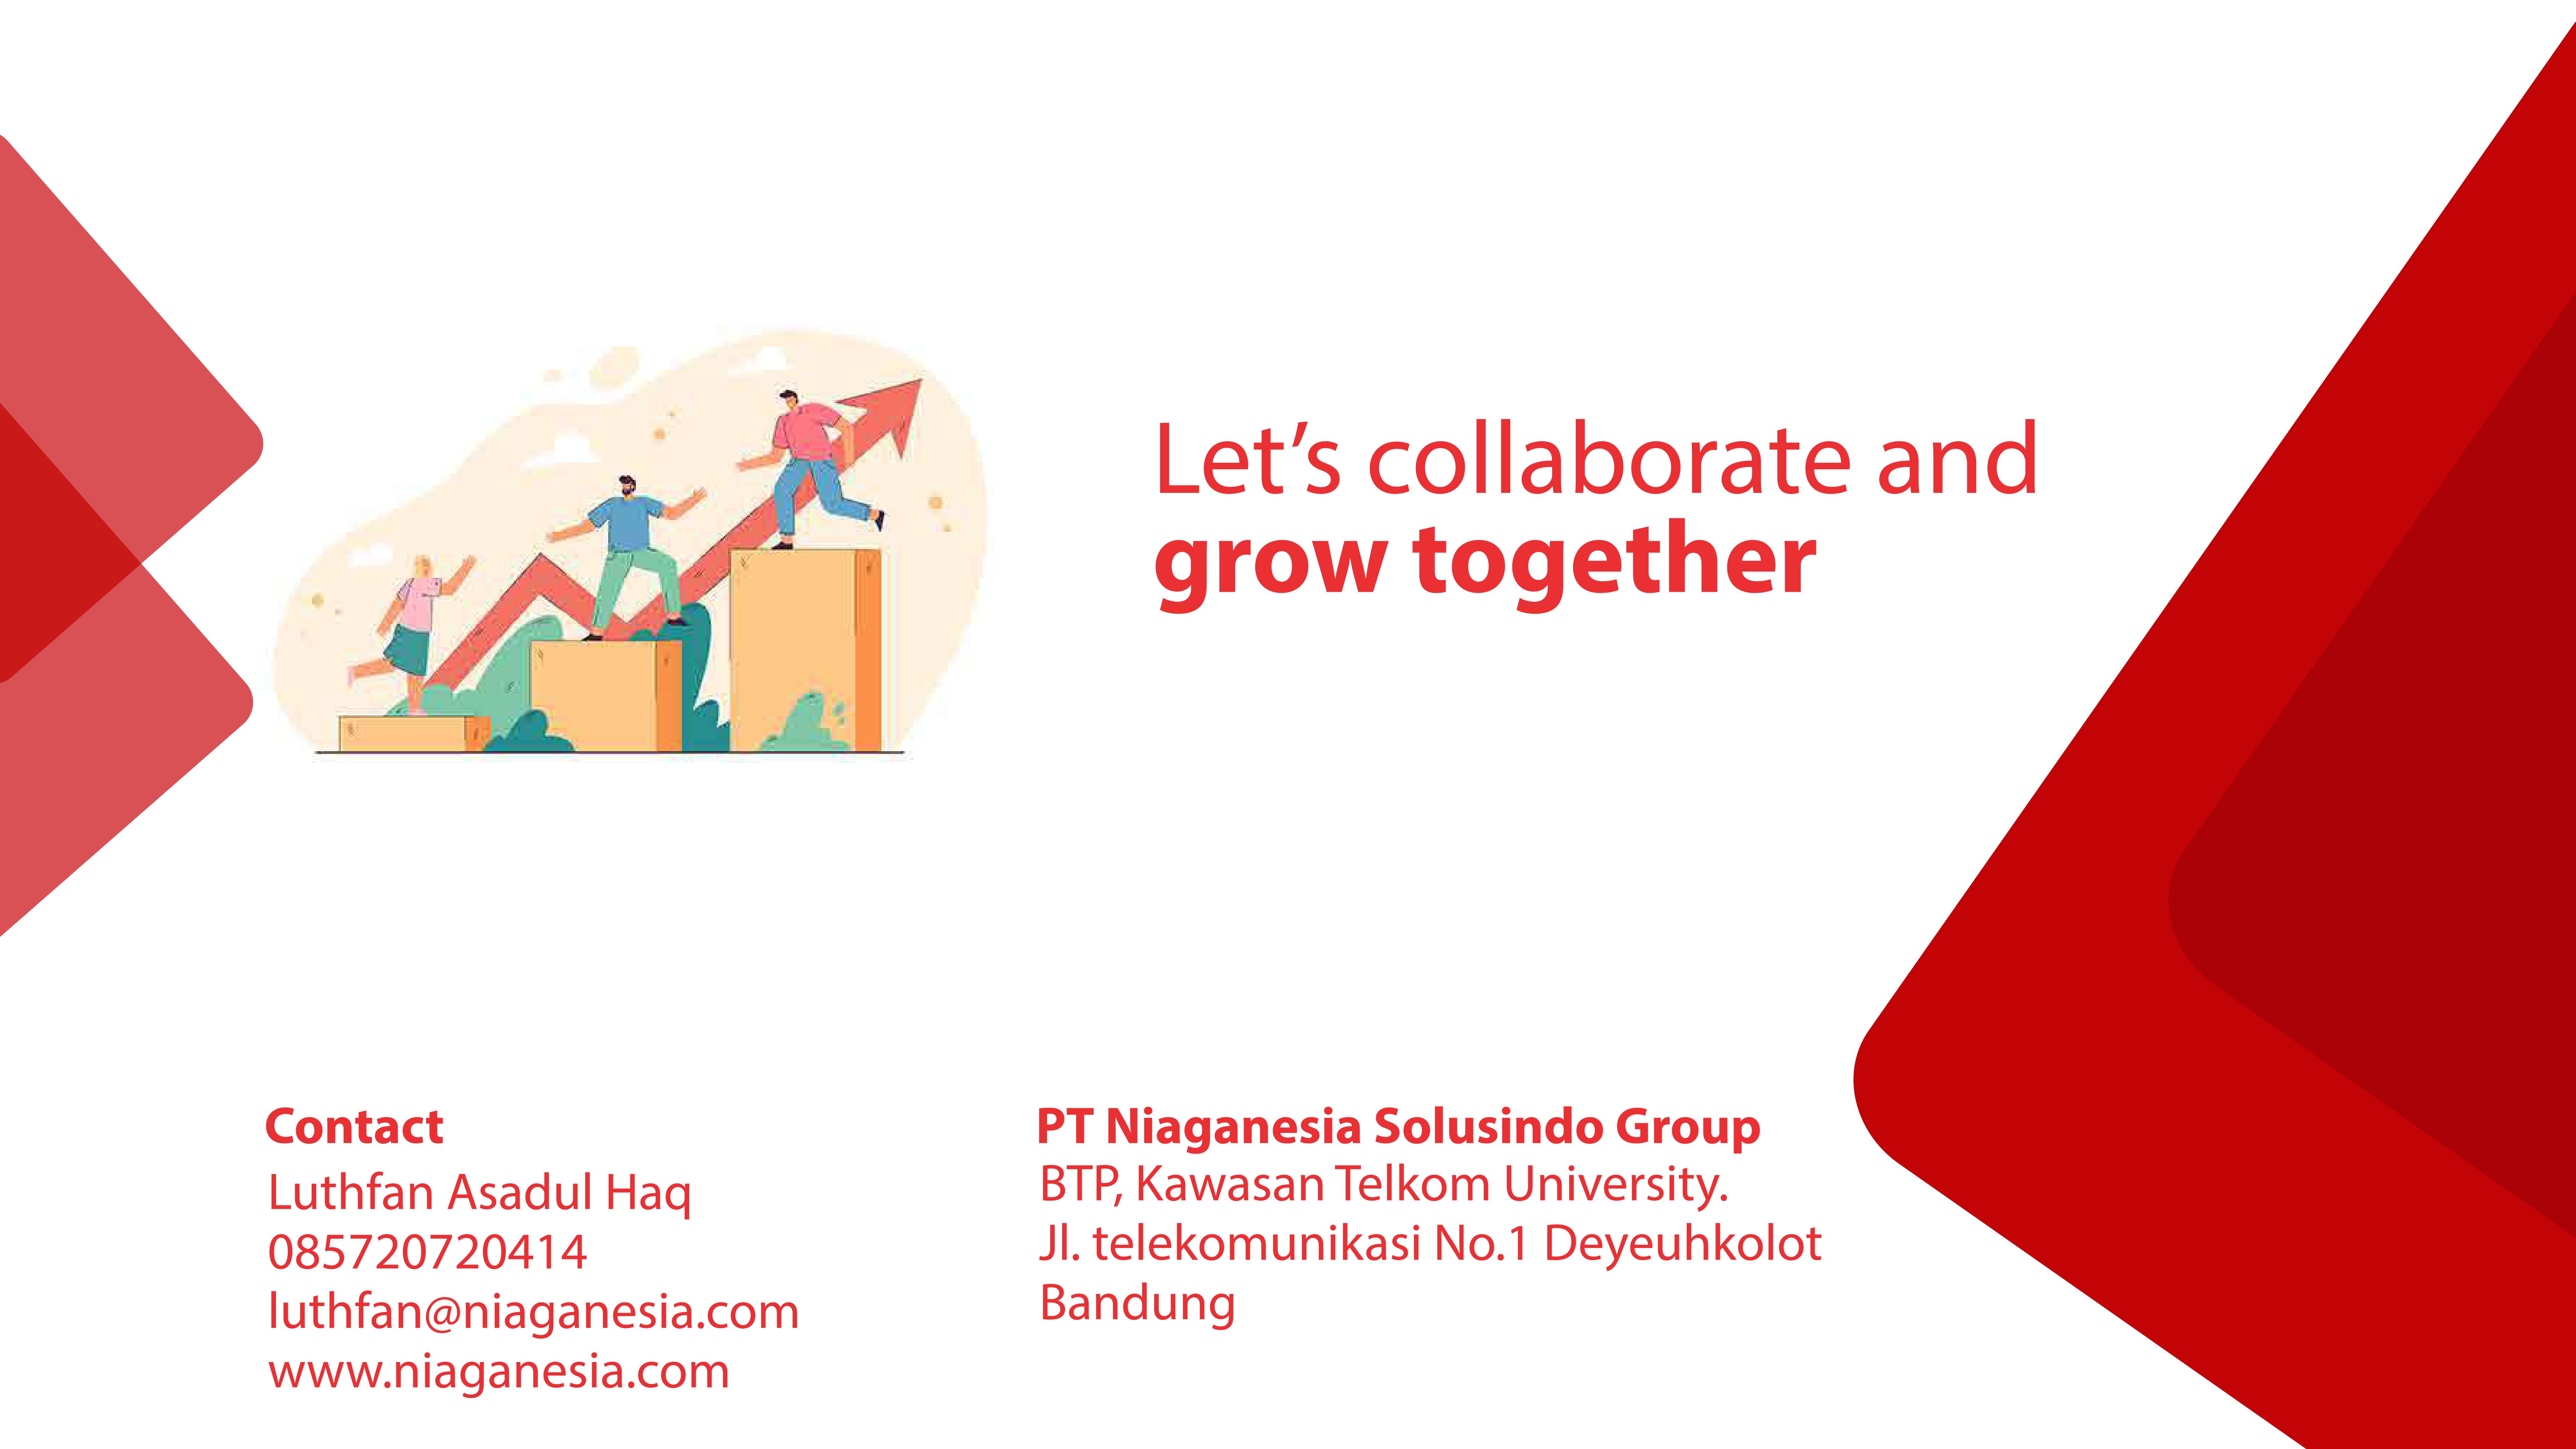 Let’s collaborate and
grow together
Contact
Luthfan Asadul Haq
085720720414
luthfan@niaganesia.com
www.niaganesia.com
PT Niaganesia Solusindo Group
BTP, Kawasan Telkom University.
Jl. telekomunikasi No.1 Deyeuhkolot
Bandung